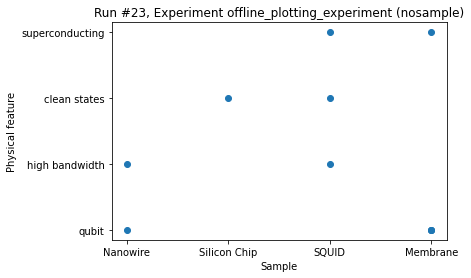 Run #23, Experiment offline_plotting_experiment (nosample)
superconducting
clean states
high bandwidth
qubit
Physical feature
Nanowire Silicon Chip SQUID Membrane
Sample